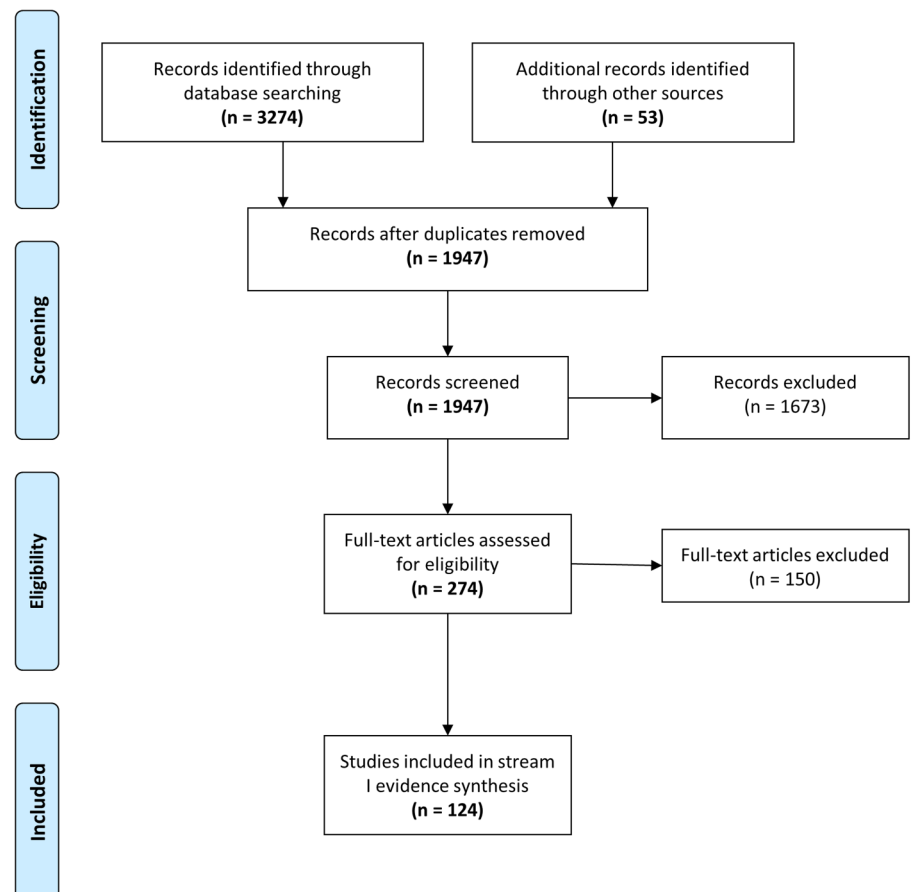 Identification
Records identified through
database searching
(n = 3274)
Additional records identified
through other sources
(n = 53)
Records after duplicates removed
(n = 1947)
Screening
Records screened
(n = 1947)
Records excluded
(n = 1673)
Eligibility
Full-text articles assessed
for eligibility
(n = 274)
Full-text articles excluded
(n = 150)
Included
Studies included in stream
I evidence synthesis
(n = 124)